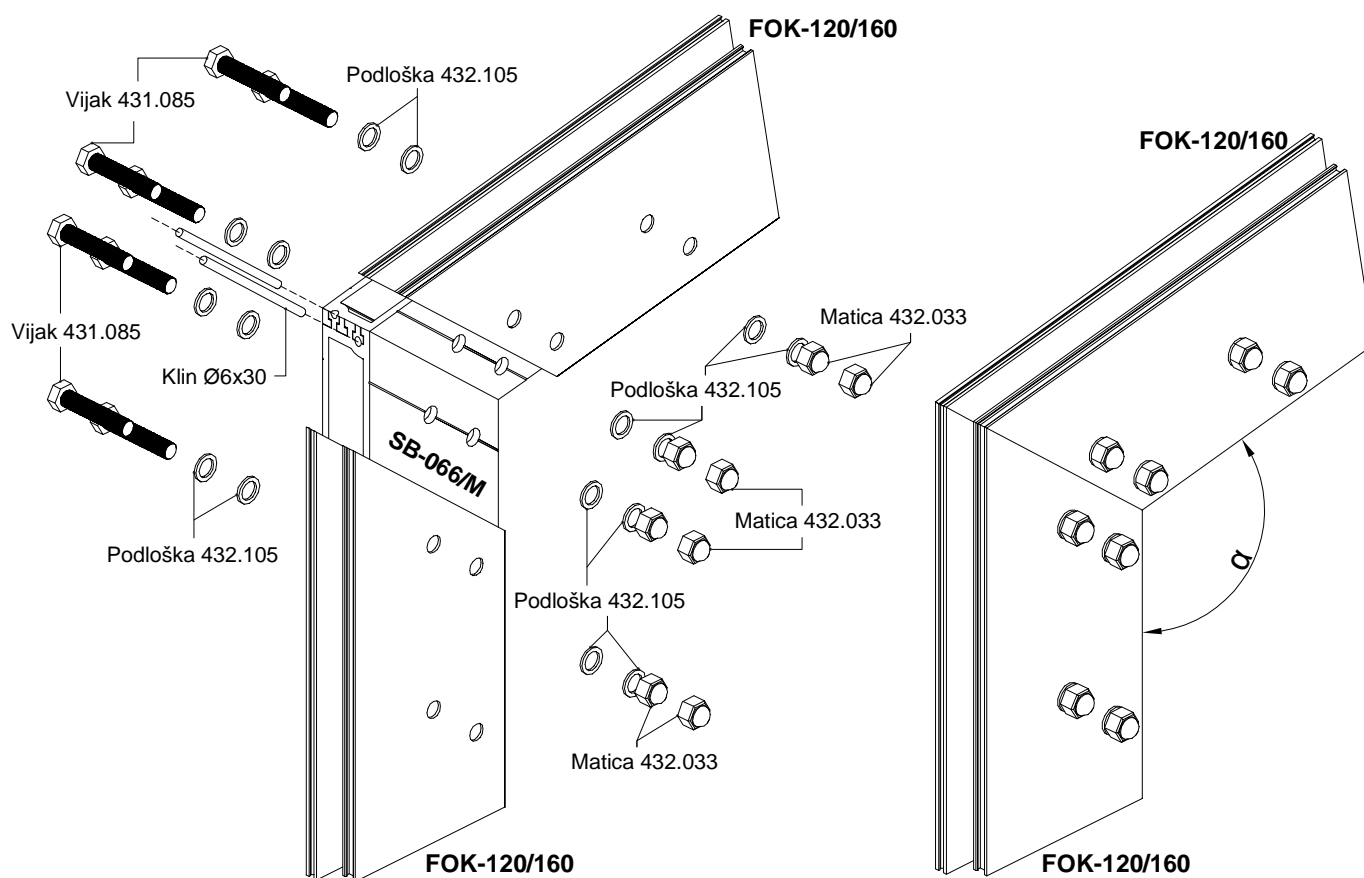 FOK-120/160
Podloška 432.105
Vijak 431.085
FOK-120/160
Matica 432.033
Vijak 431.085
Klin Ø6x30
Podloška 432.105
SB-066/M
Matica 432.033
Podloška 432.105
α
Podloška 432.105
Matica 432.033
FOK-120/160
FOK-120/160